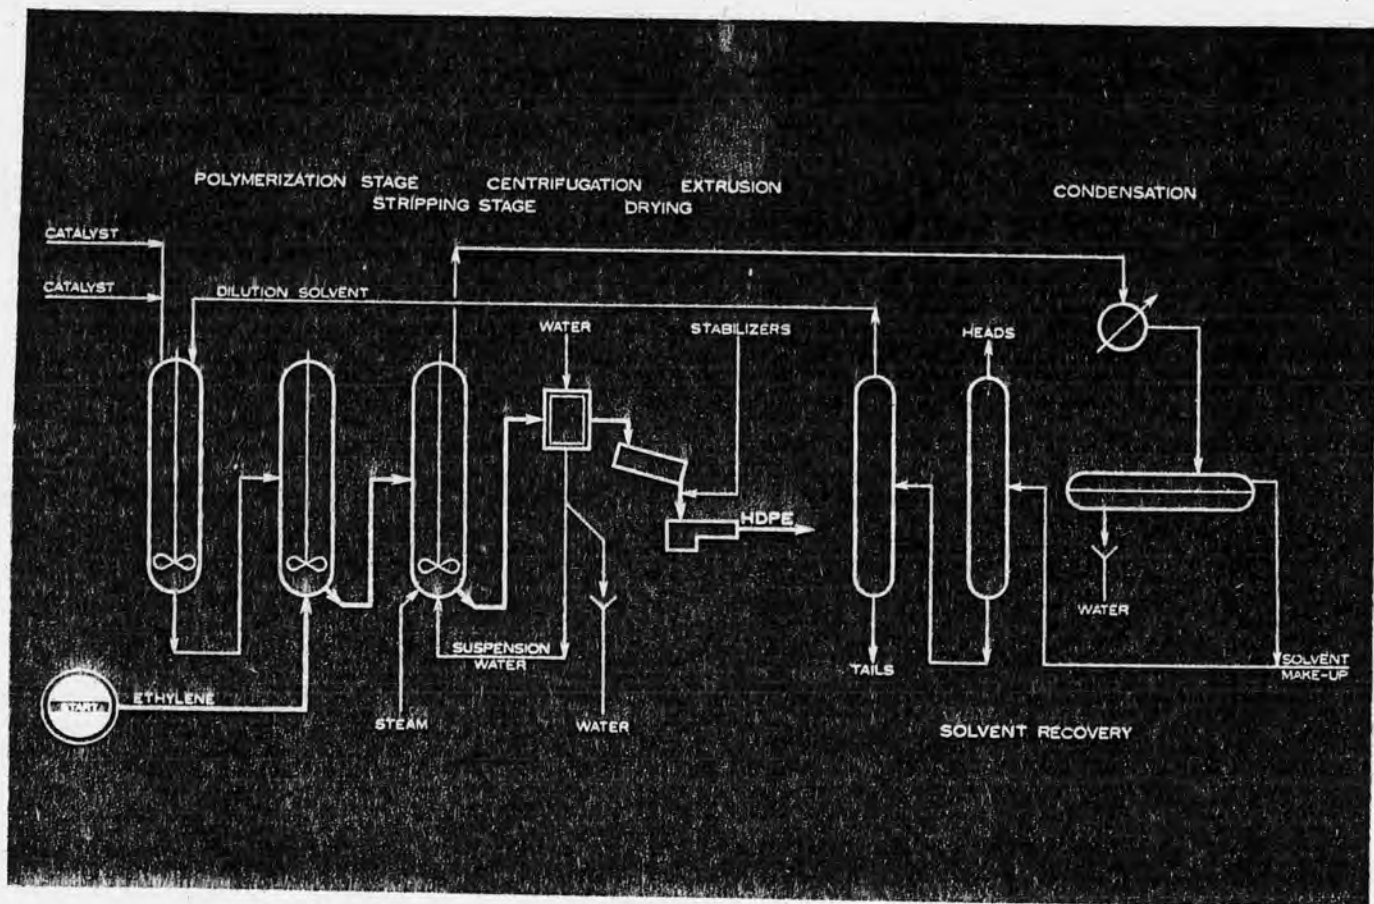 POLYMERIZATION STAGE CENTRIFUGATION EXTRUSION
STRIPPING STAGE DRYING
CONDENSATION
CATALYST
CATALYST
DILUTION SOLVENT
WATER
STABILIZERS
HEADS
HDPE
WATER
SUSPENSION
WATER
TAILS
SOLVENT
MAKE-UP
START
ETHYLENE
STEAM
WATER
SOLVENT RECOVERY